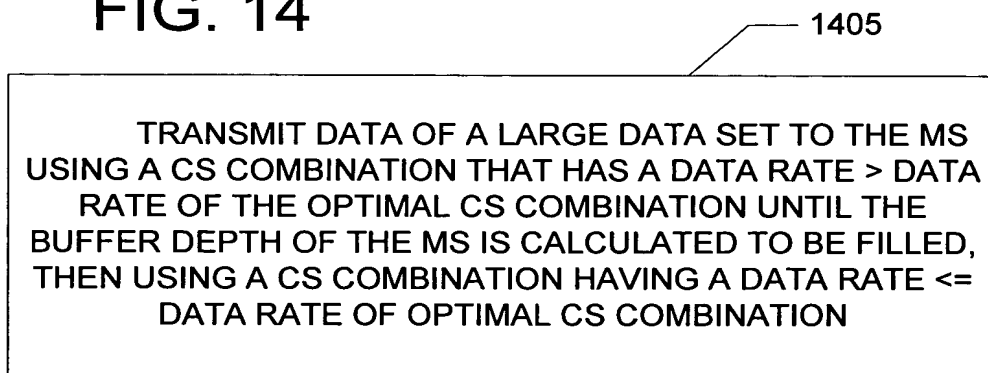 FIG. 14
1405
TRANSMIT DATA OF A LARGE DATA SET TO THE MS
USING A CS COMBINATION THAT HAS A DATA RATE > DATA
RATE OF THE OPTIMAL CS COMBINATION UNTIL THE
BUFFER DEPTH OF THE MS IS CALCULATED TO BE FILLED,
THEN USING A CS COMBINATION HAVING A DATA RATE <=
DATA RATE OF OPTIMAL CS COMBINATION